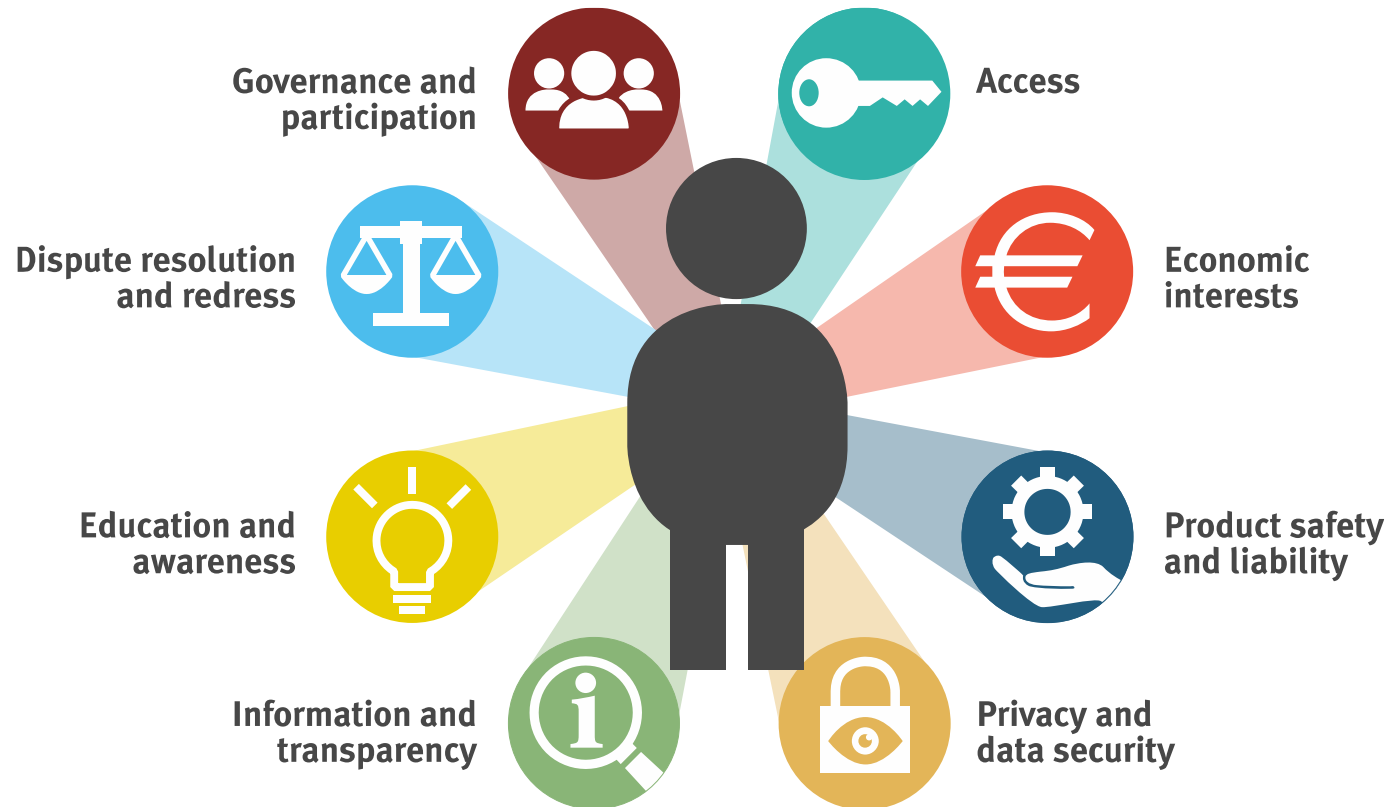 Governance and
participation
Access
Dispute resolution
and redress
Economic
interests
Education and
awareness
Product safety
and liability
Information and
transparency
Privacy and
data security